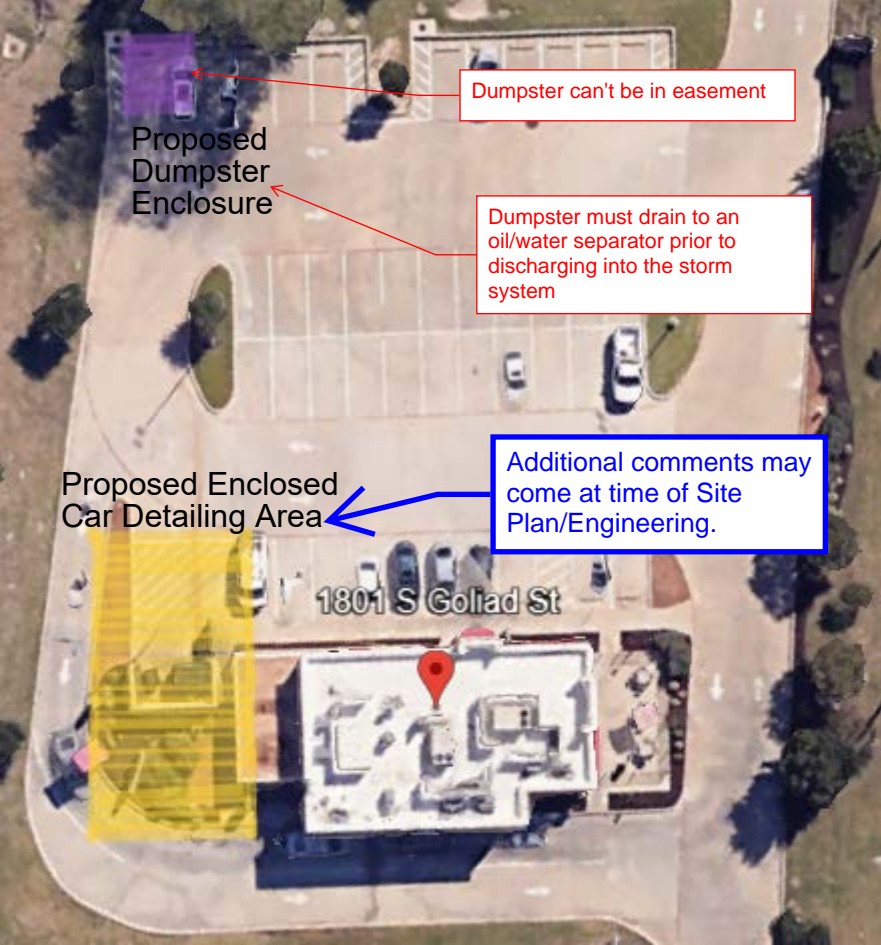 Dumpster can't be in easement
Proposed
Dumpster
Enclosure
Dumpster must drain to an
oil/water separator prior to
discharging into the storm
system
Proposed Enclosed
Car Detailing Area
Additional comments may
come at time of Site
Plan/Engineering.
1801 S Goliad St